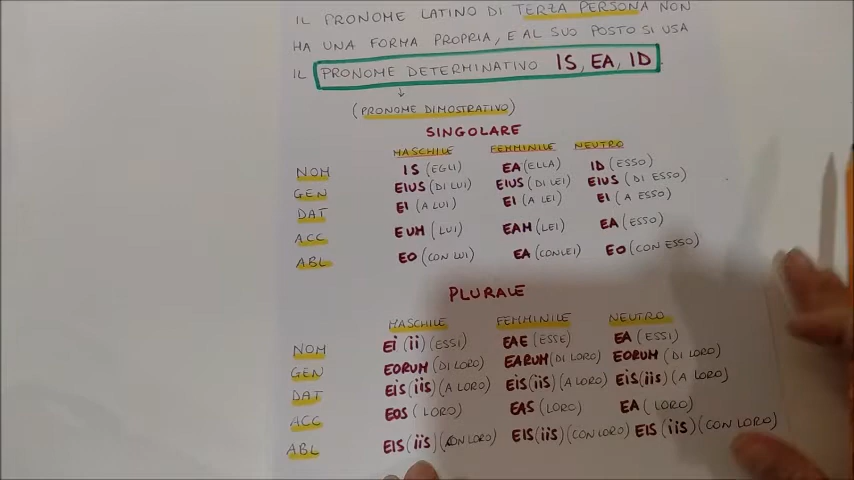 IL PRONOME LATINO DI TERZA PERSONA NON
HA UNA FORMA PROPRIA, E AL SUO POSTO SI USA
IL PRONOME DETERMINATIVO IS, EA, ID.
↓
(PRONOME DIMOSTRATIVO)
SINGOLARE
MASCHILE FEMMINILE NEUTRO
NOM IS (EGLI) EA (ELLA) ID (ESSO)
GEN EIUS (DI LUI) EIUS (DI LEI) EIUS (DI ESSO)
DAT EI (A LUI) EI (A LEI) EI (A ESSO)
ACC EUM (LUI) EAM (LEI) EA (ESSO)
ABL EO (CON LUI) EA (CON LEI) EO (CON ESSO)
PLURALE
MASCHILE FEMMINILE NEUTRO
NOM Ei (ii) (ESSI) EAE (ESSE) EA (ESSI)
GEN EORUM (DI LORO) EARUM (DI LORO) EORUM (DI LORO)
DAT EiS (iis) (A LORO) EiS (iis) (A LORO) EiS (iis) (A LORO)
ACC EOS (LORO) EAS (LORO) EA (LORO)
ABL EIS (iis) (CON LORO) EIS (iis) (CON LORO) EIS (iis) (CON LORO)